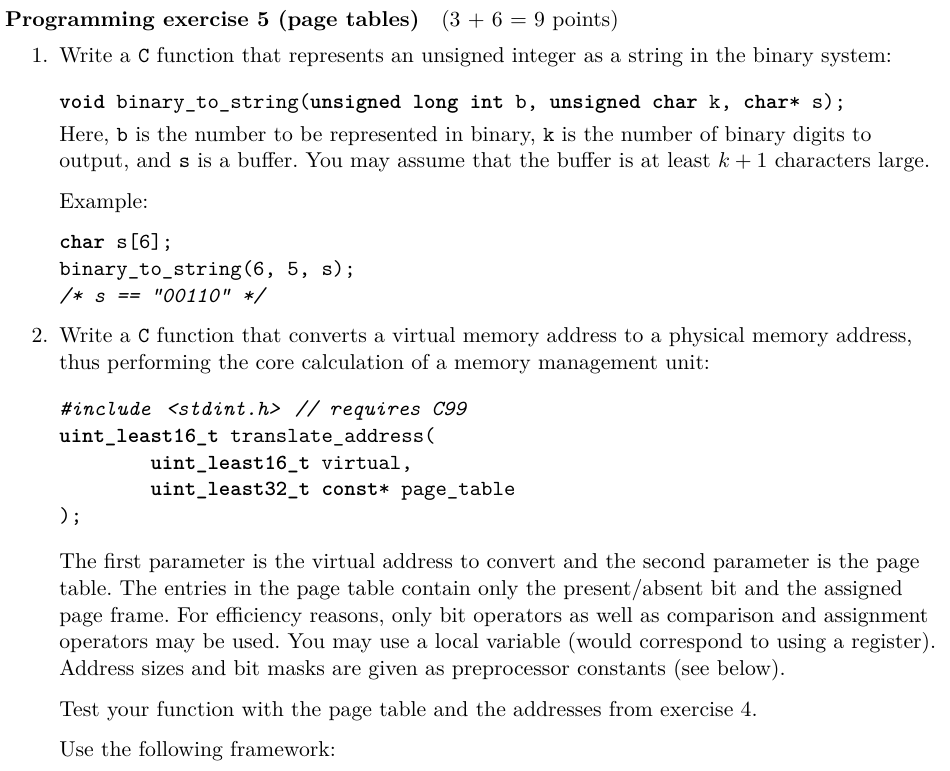 Programming exercise 5 (page tables) (3 + 6 = 9 points)
1. Write a C function that represents an unsigned integer as a string in the binary system:
void binary_to_string(unsigned long int b, unsigned char k, char* s);
Here, b is the number to be represented in binary, k is the number of binary digits to
output, and s is a buffer. You may assume that the buffer is at least k + 1 characters large.
Example:
char s[6];
binary_to_string(6, 5, s);
/* s == "00110" */
2. Write a C function that converts a virtual memory address to a physical memory address,
thus performing the core calculation of a memory management unit:
#include <stdint.h> // requires C99
uint_least16_t translate_address(
uint_least16_t virtual,
uint_least32_t const* page_table
);
The first parameter is the virtual address to convert and the second parameter is the page
table. The entries in the page table contain only the present/absent bit and the assigned
page frame. For efficiency reasons, only bit operators as well as comparison and assignment
operators may be used. You may use a local variable (would correspond to using a register).
Address sizes and bit masks are given as preprocessor constants (see below).
Test your function with the page table and the addresses from exercise 4.
Use the following framework: